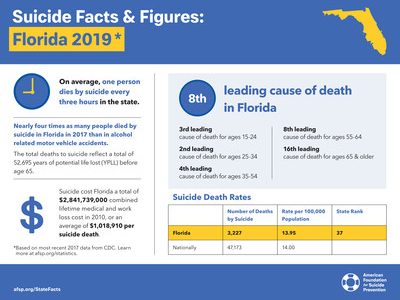 Suicide Facts & Figures:
Florida 2019*
On average, one person
dies by suicide every
three hours in the state.
Nearly four times as many people died by
suicide in Florida in 2017 than in alcohol
related motor vehicle accidents.
The total deaths to suicide reflect a total of
52,695 years of potential life lost (YPLL) before
age 65.
$
Suicide cost Florida a total of
$2,841,739,000 combined
lifetime medical and work
loss cost in 2010, or an
average of $1,018,910 per
suicide death.
*Based on most recent 2017 data from CDC. Learn
more at afsp.org/statistics.
8th
leading cause of death
in Florida
3rd leading
cause of death for ages 15-24
2nd leading
cause of death for ages 25-34
4th leading
cause of death for ages 35-54
8th leading
cause of death for ages 55-64
16th leading
cause of death for ages 65 & older
Suicide Death Rates
Number of Deaths by Suicide Rate per 100,000 Population State Rank
Florida 3,227 13.95 37
Nationally 47,173 14.00
afsp.org/StateFacts
American
Foundation
for Suicide
Prevention